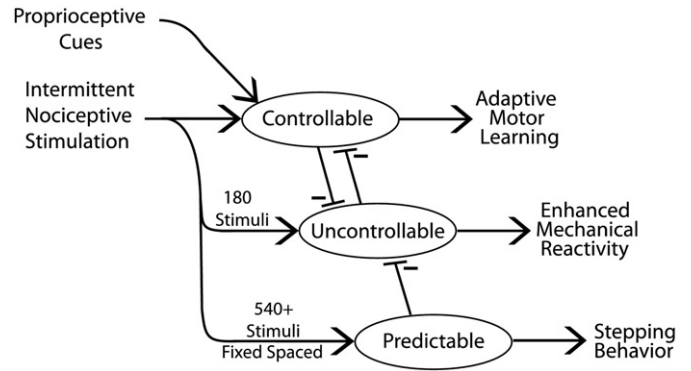 Proprioceptive
Cues
Intermittent
Nociceptive
Stimulation
Controllable
Adaptive
Motor
Learning
–
–
180
Stimuli
Uncontrollable
Enhanced
Mechanical
Reactivity
–
540+
Stimuli
Fixed Spaced
Predictable
Stepping
Behavior